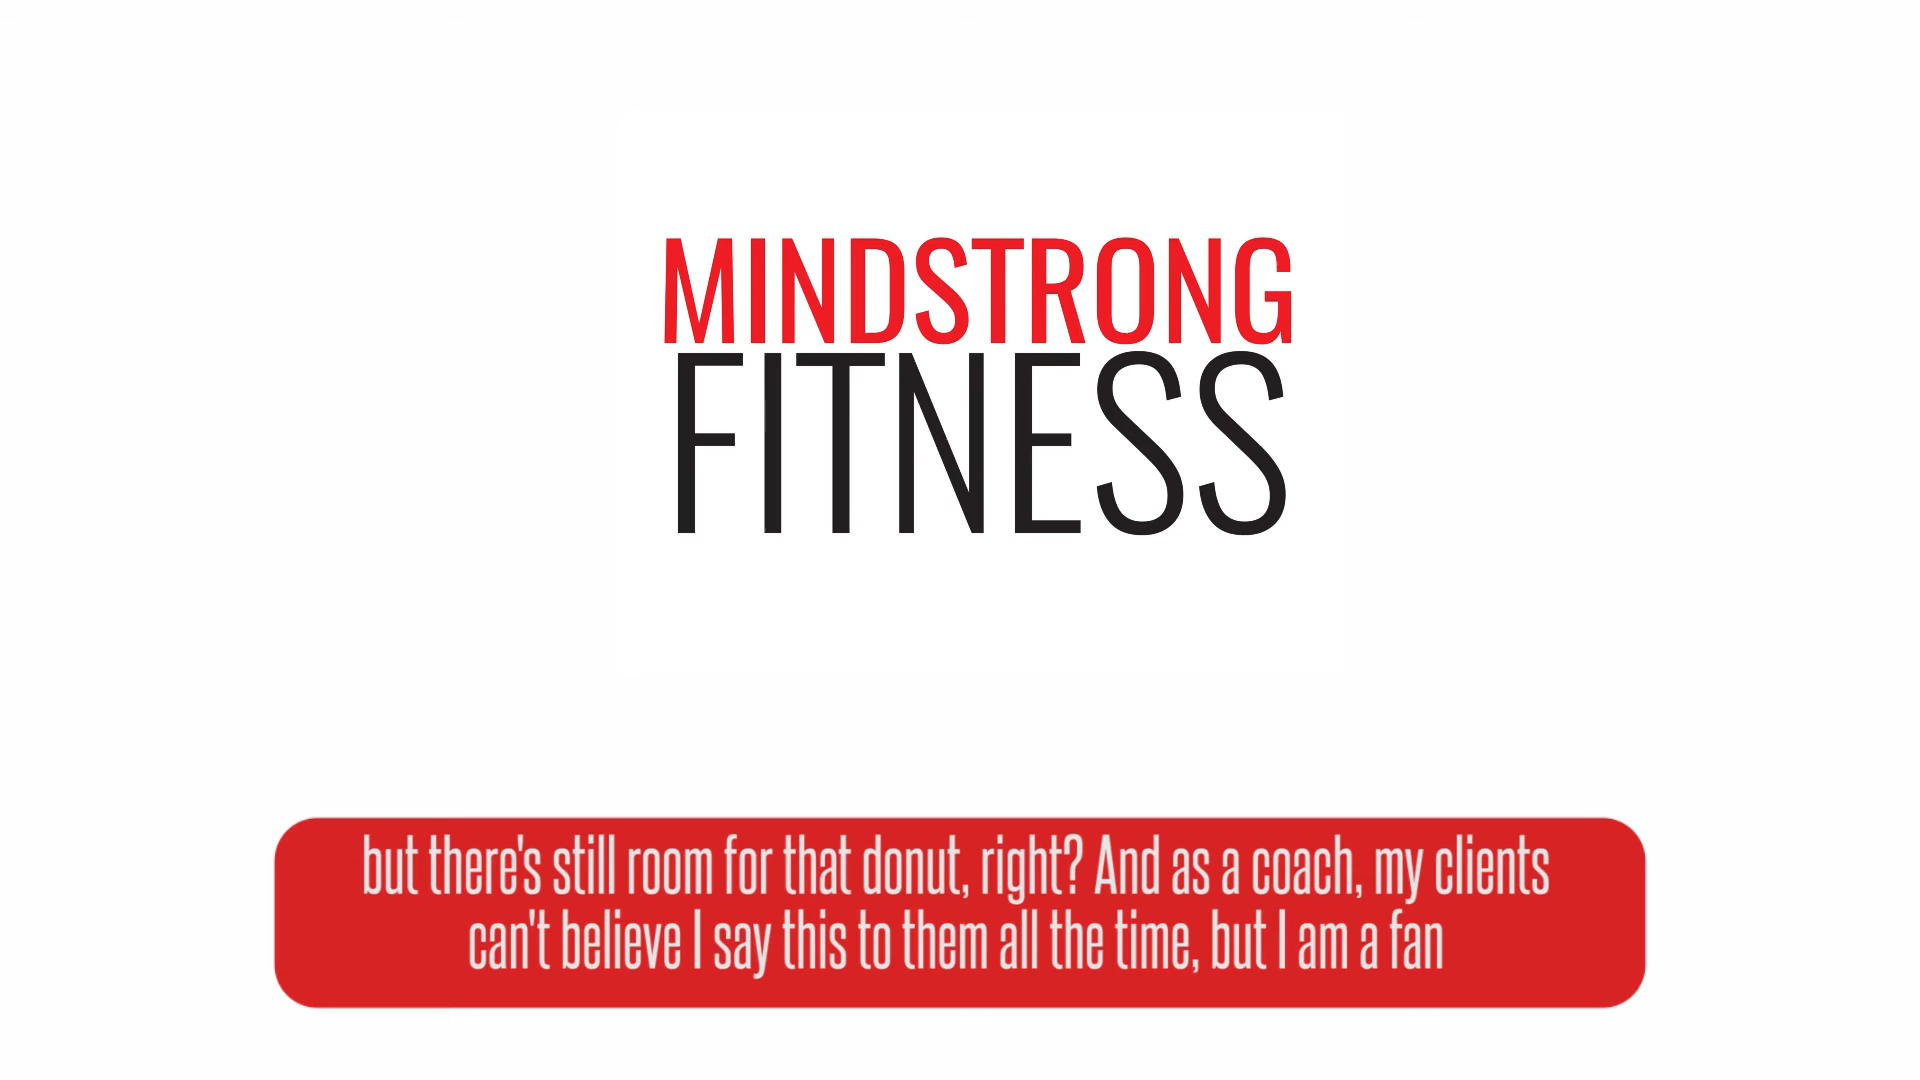 MINDSTRONG
FITNESS
but there's still room for that donut, right? And as a coach, my clients
can't believe I say this to them all the time, but I am a fan